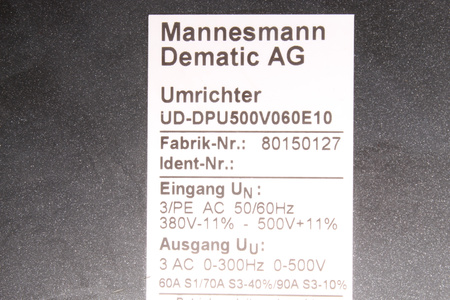 Mannesmann
Dematic AG
Umrichter
UD-DPU500V060E10
Fabrik-Nr.: 80150127
Ident-Nr.:
Eingang UN:
3/PE AC 50/60Hz
380V-11% - 500V+11%
Ausgang UU:
3 AC 0-300Hz 0-500V
60A S1/70A S3-40%/90A S3-10%